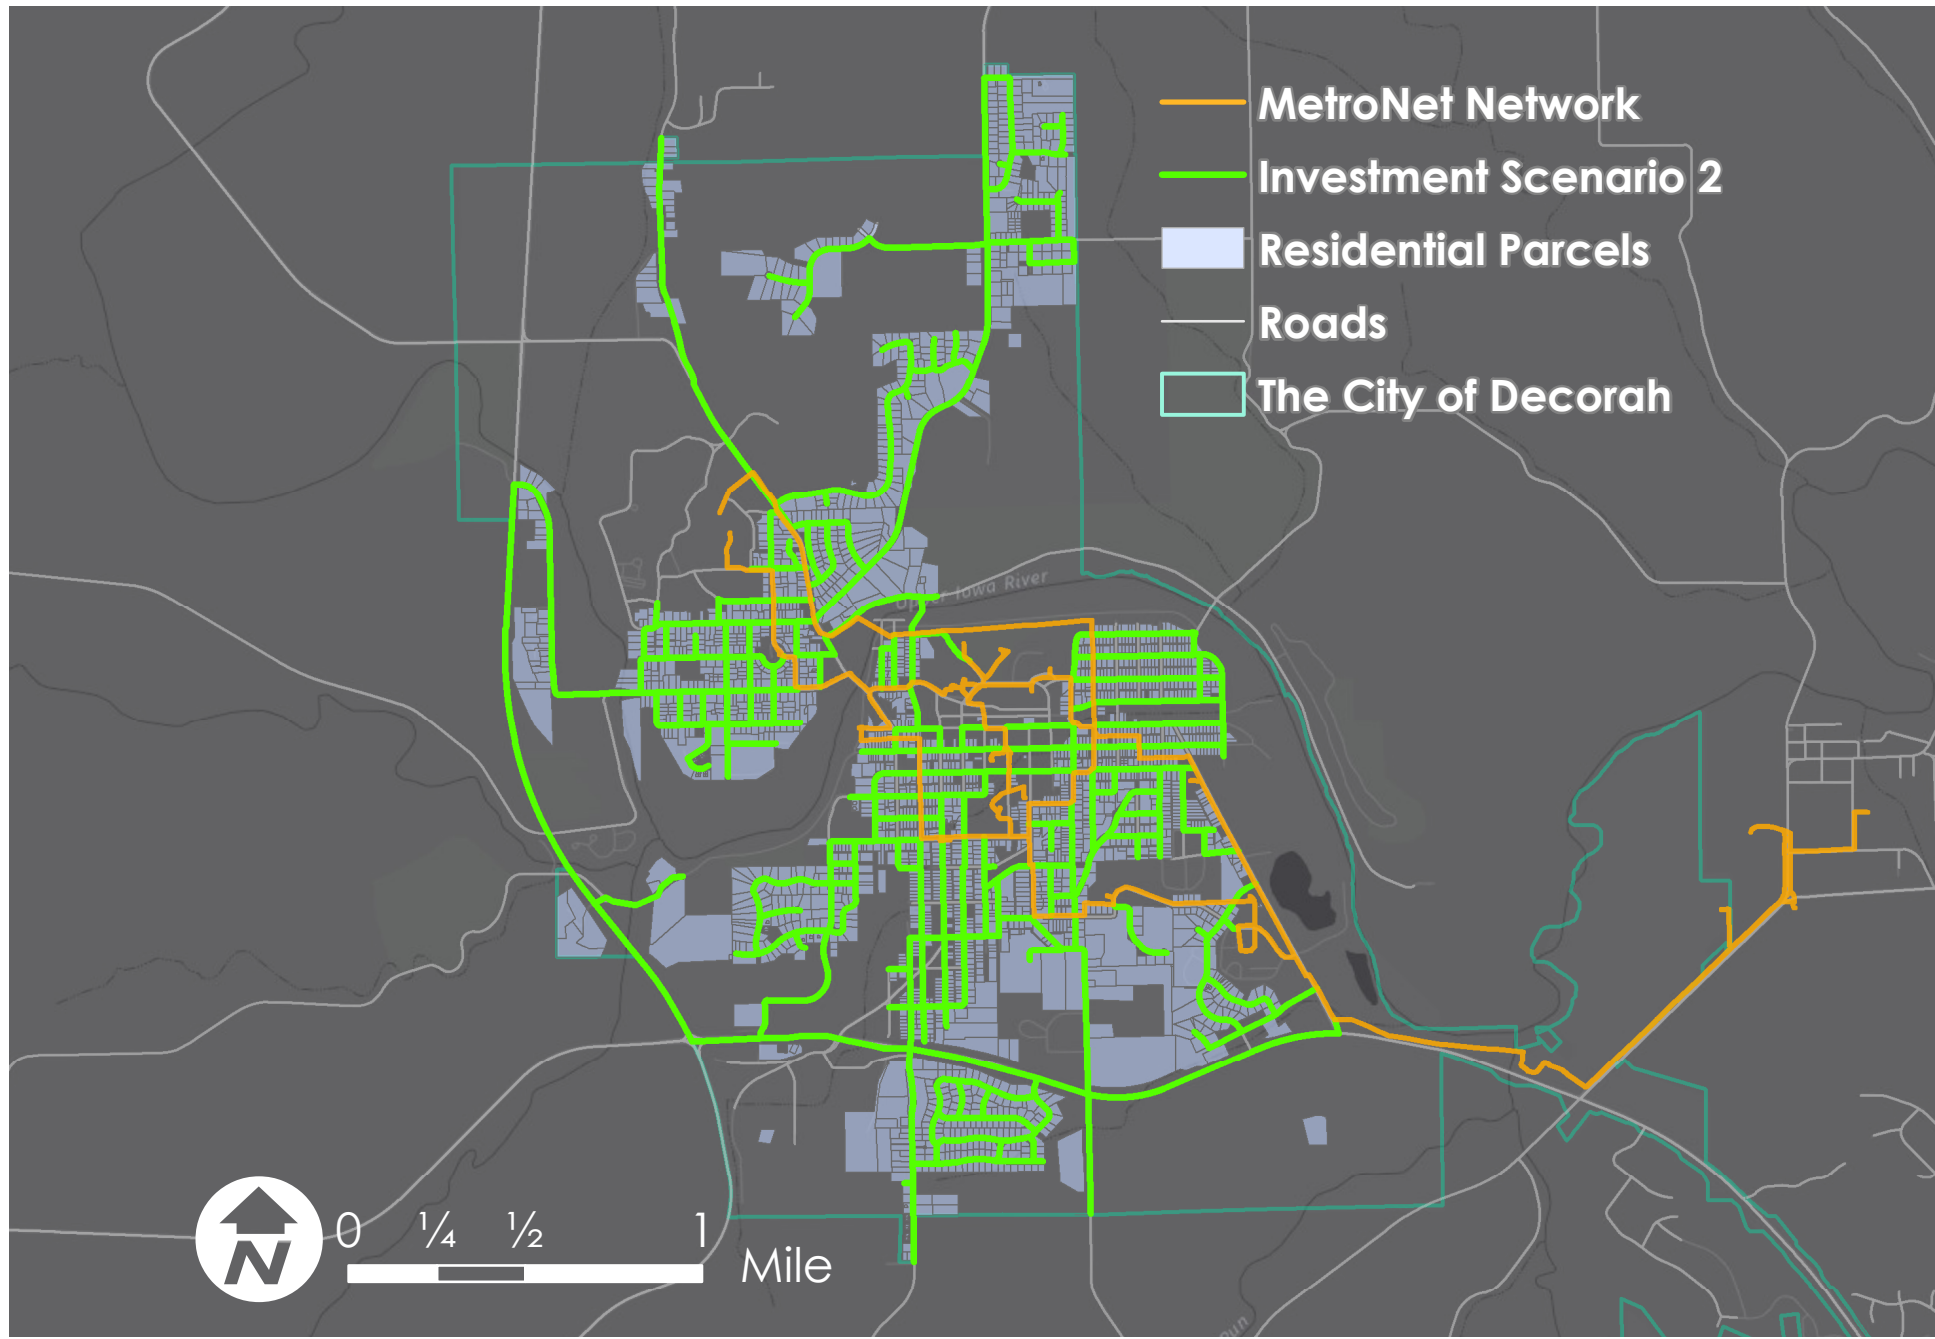 MetroNet Network
Investment Scenario 2
Residential Parcels
Roads
The City of Decorah
Upper Iowa River
N
0 ¼ ½ 1
Mile